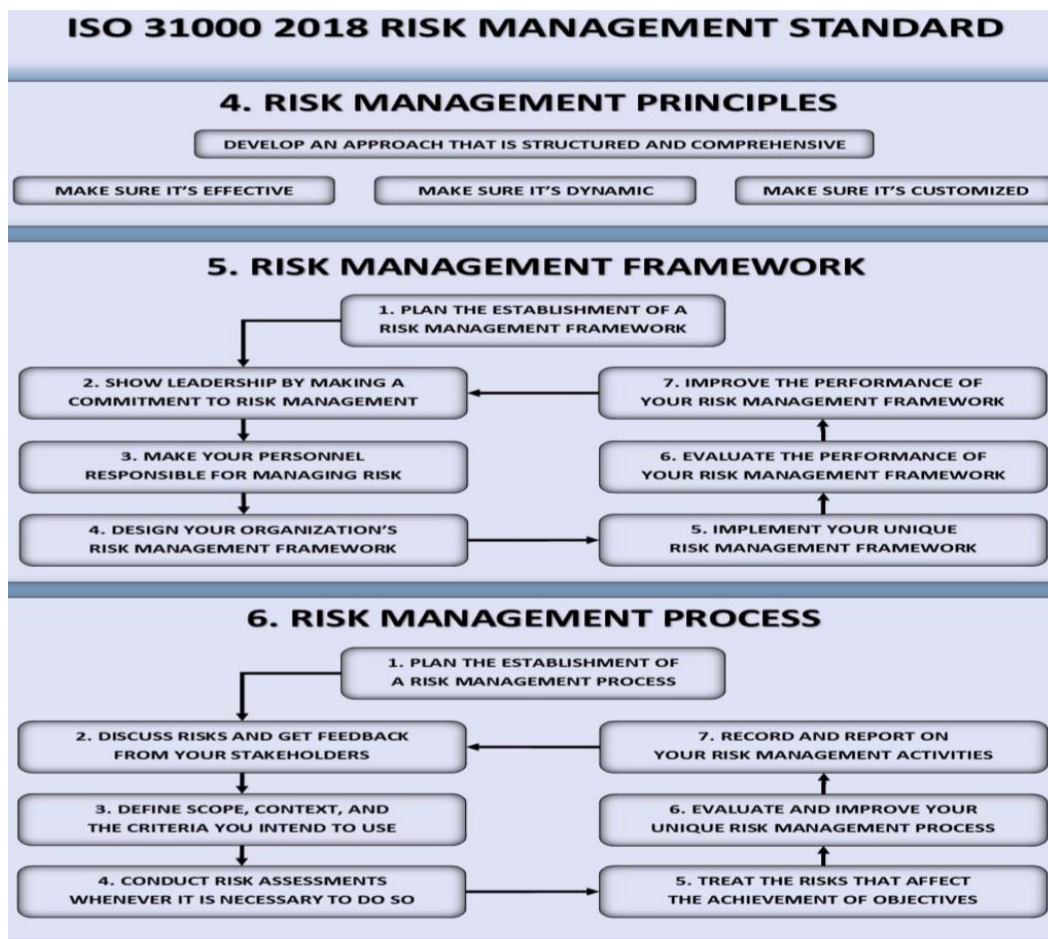 ISO 31000 2018 RISK MANAGEMENT STANDARD
4. RISK MANAGEMENT PRINCIPLES
DEVELOP AN APPROACH THAT IS STRUCTURED AND COMPREHENSIVE
MAKE SURE IT'S EFFECTIVE
MAKE SURE IT'S DYNAMIC
MAKE SURE IT'S CUSTOMIZED
5. RISK MANAGEMENT FRAMEWORK
1. PLAN THE ESTABLISHMENT OF A
RISK MANAGEMENT FRAMEWORK
2. SHOW LEADERSHIP BY MAKING A
COMMITMENT TO RISK MANAGEMENT
3. MAKE YOUR PERSONNEL
RESPONSIBLE FOR MANAGING RISK
4. DESIGN YOUR ORGANIZATION'S
RISK MANAGEMENT FRAMEWORK
5. IMPLEMENT YOUR UNIQUE
RISK MANAGEMENT FRAMEWORK
6. EVALUATE THE PERFORMANCE OF
YOUR RISK MANAGEMENT FRAMEWORK
7. IMPROVE THE PERFORMANCE OF
YOUR RISK MANAGEMENT FRAMEWORK
6. RISK MANAGEMENT PROCESS
1. PLAN THE ESTABLISHMENT OF
A RISK MANAGEMENT PROCESS
2. DISCUSS RISKS AND GET FEEDBACK
FROM YOUR STAKEHOLDERS
3. DEFINE SCOPE, CONTEXT, AND
THE CRITERIA YOU INTEND TO USE
4. CONDUCT RISK ASSESSMENTS
WHENEVER IT IS NECESSARY TO DO SO
5. TREAT THE RISKS THAT AFFECT
THE ACHIEVEMENT OF OBJECTIVES
6. EVALUATE AND IMPROVE YOUR
UNIQUE RISK MANAGEMENT PROCESS
7. RECORD AND REPORT ON
YOUR RISK MANAGEMENT ACTIVITIES